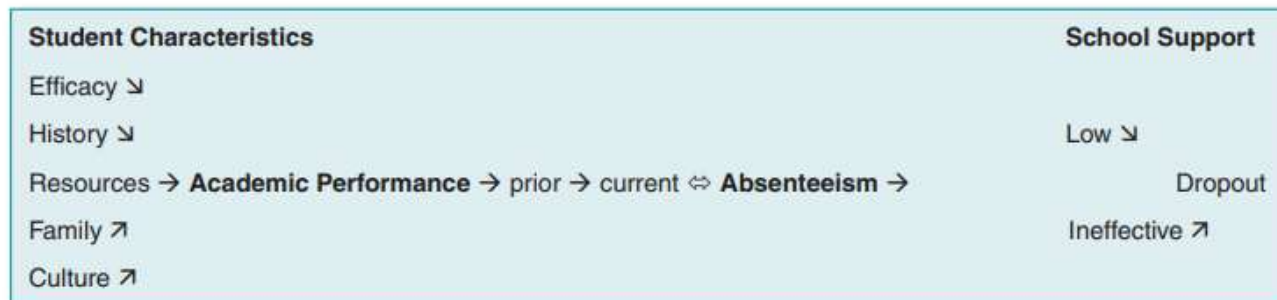 Student Characteristics School Support
Efficacy ↘
History ↘ Low ↘
Resources → Academic Performance → prior → current ⇔ Absenteeism → Dropout
Family ↗ Ineffective ↗
Culture ↗